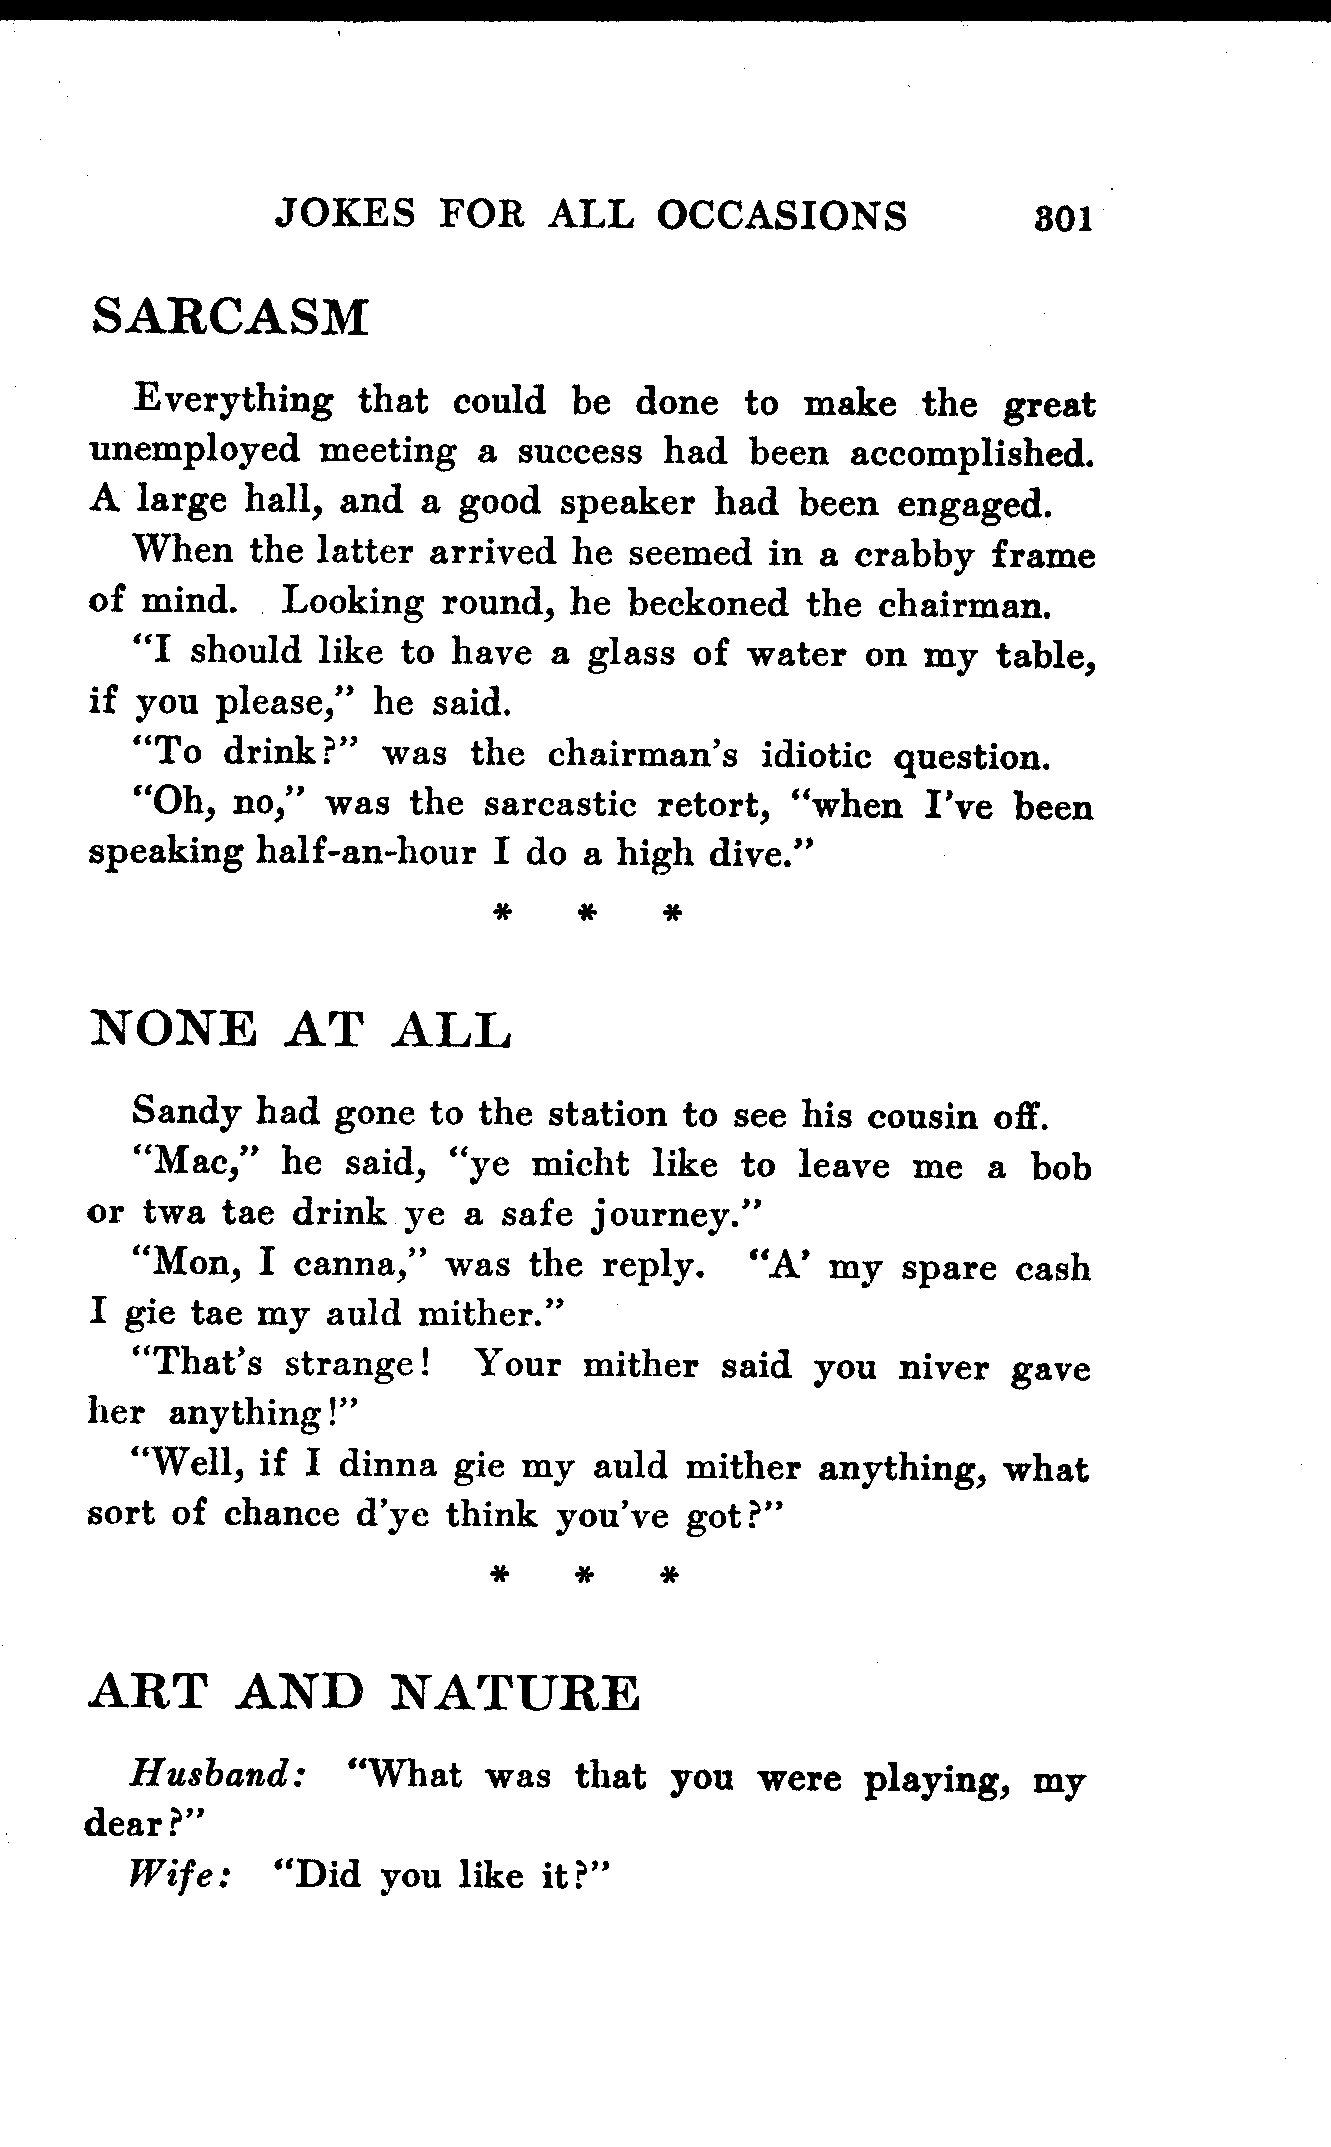 JOKES FOR ALL OCCASIONS 301
SARCASM
Everything that could be done to make the great
unemployed meeting a success had been accomplished.
A large hall, and a good speaker had been engaged.
When the latter arrived he seemed in a crabby frame
of mind. Looking round, he beckoned the chairman.
"I should like to have a glass of water on my table,
if you please," he said.
"To drink?" was the chairman's idiotic question.
"Oh, no," was the sarcastic retort, "when I've been
speaking half-an-hour I do a high dive."
* * *
NONE AT ALL
Sandy had gone to the station to see his cousin off.
"Mac," he said, "ye micht like to leave me a bob
or twa tae drink ye a safe journey."
"Mon, I canna," was the reply. "A' my spare cash
I gie tae my auld mither."
"That's strange! Your mither said you niver gave
her anything!"
"Well, if I dinna gie my auld mither anything, what
sort of chance d'ye think you've got?"
* * *
ART AND NATURE
Husband: "What was that you were playing, my
dear?"
Wife: "Did you like it?"